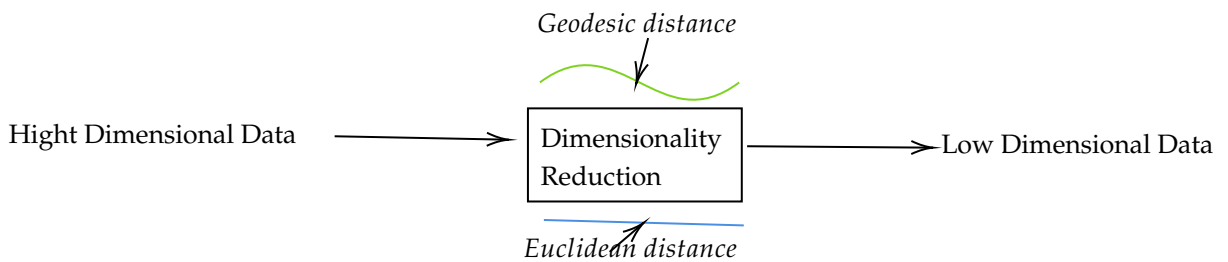 Geodesic distance
Hight Dimensional Data
Dimensionality
Reduction
Low Dimensional Data
Euclidean distance